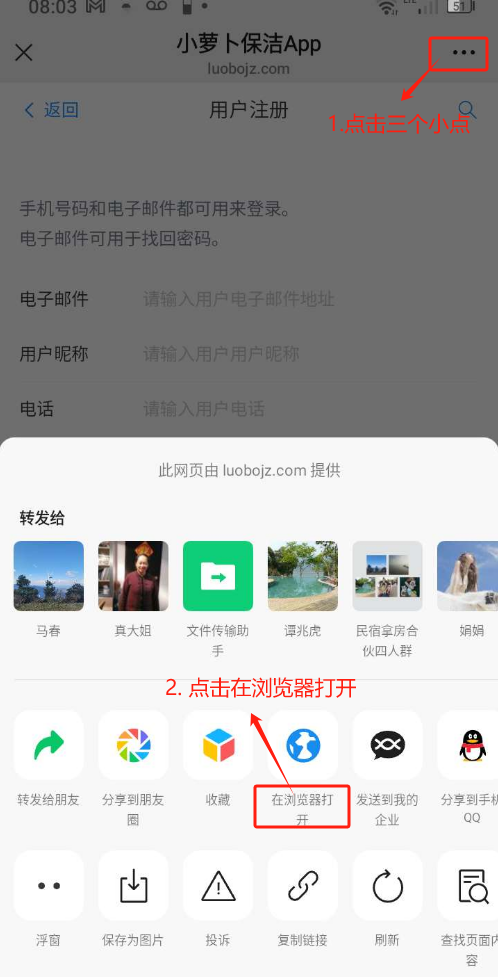 08:03
51
小萝卜保洁App
luobojz.com
返回
用户注册
1.点击三个小点
手机号码和电子邮件都可用来登录。
电子邮件可用于找回密码。
电子邮件 请输入用户电子邮件地址
用户昵称 请输入用户用户昵称
电话 请输入用户电话
此网页由 luobojz.com 提供
转发给
马春 真大姐 文件传输助 谭兆虎 民宿拿房合 娟娟
手 伙四人群
2. 点击在浏览器打开
转发给朋友 分享到朋友 收藏 在浏览器打 发送到我的 分享到手机
圈 开 企业 QQ
浮窗 保存为图片 投诉 复制链接 刷新 查找页面内
容